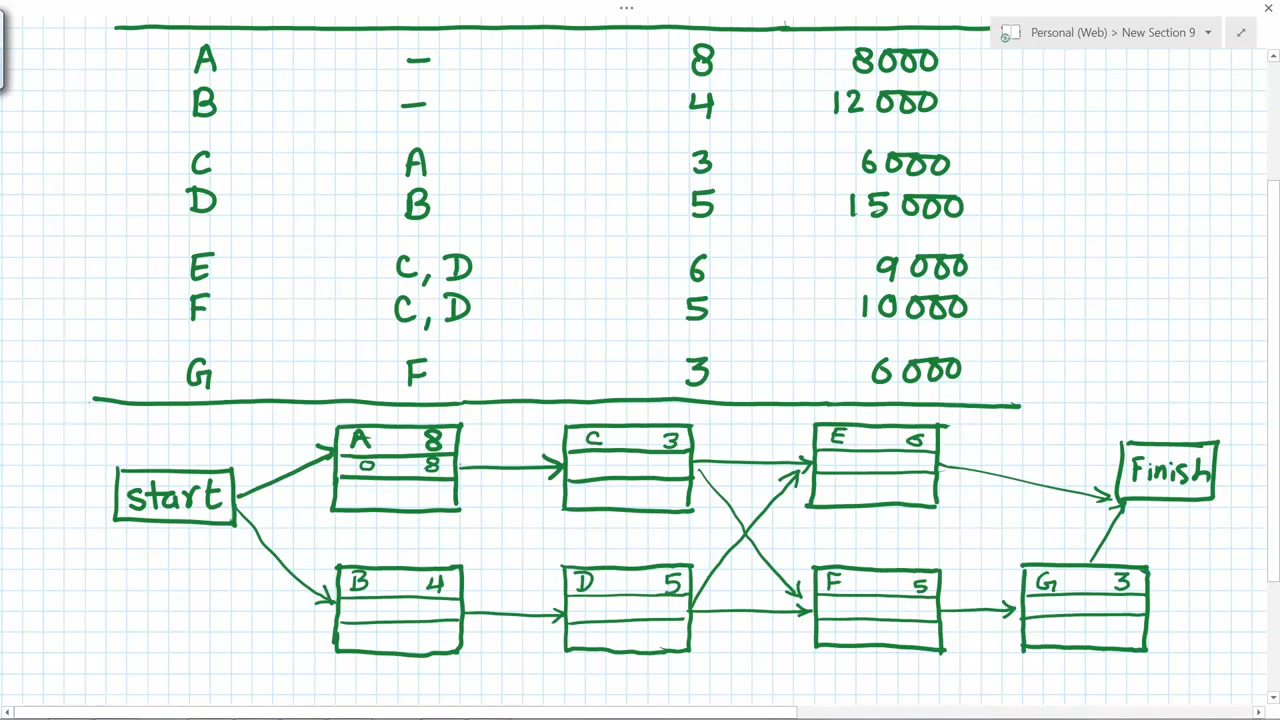 Personal (Web) > New Section 9
A - 8 8000
B - 4 12000
C A 3 6000
D B 5 15000
E C, D 6 9000
F C, D 5 10000
G F 3 6000
start
A 8
0 8
C 3
E 6
Finish
B 4
D 5
F 5
G 3